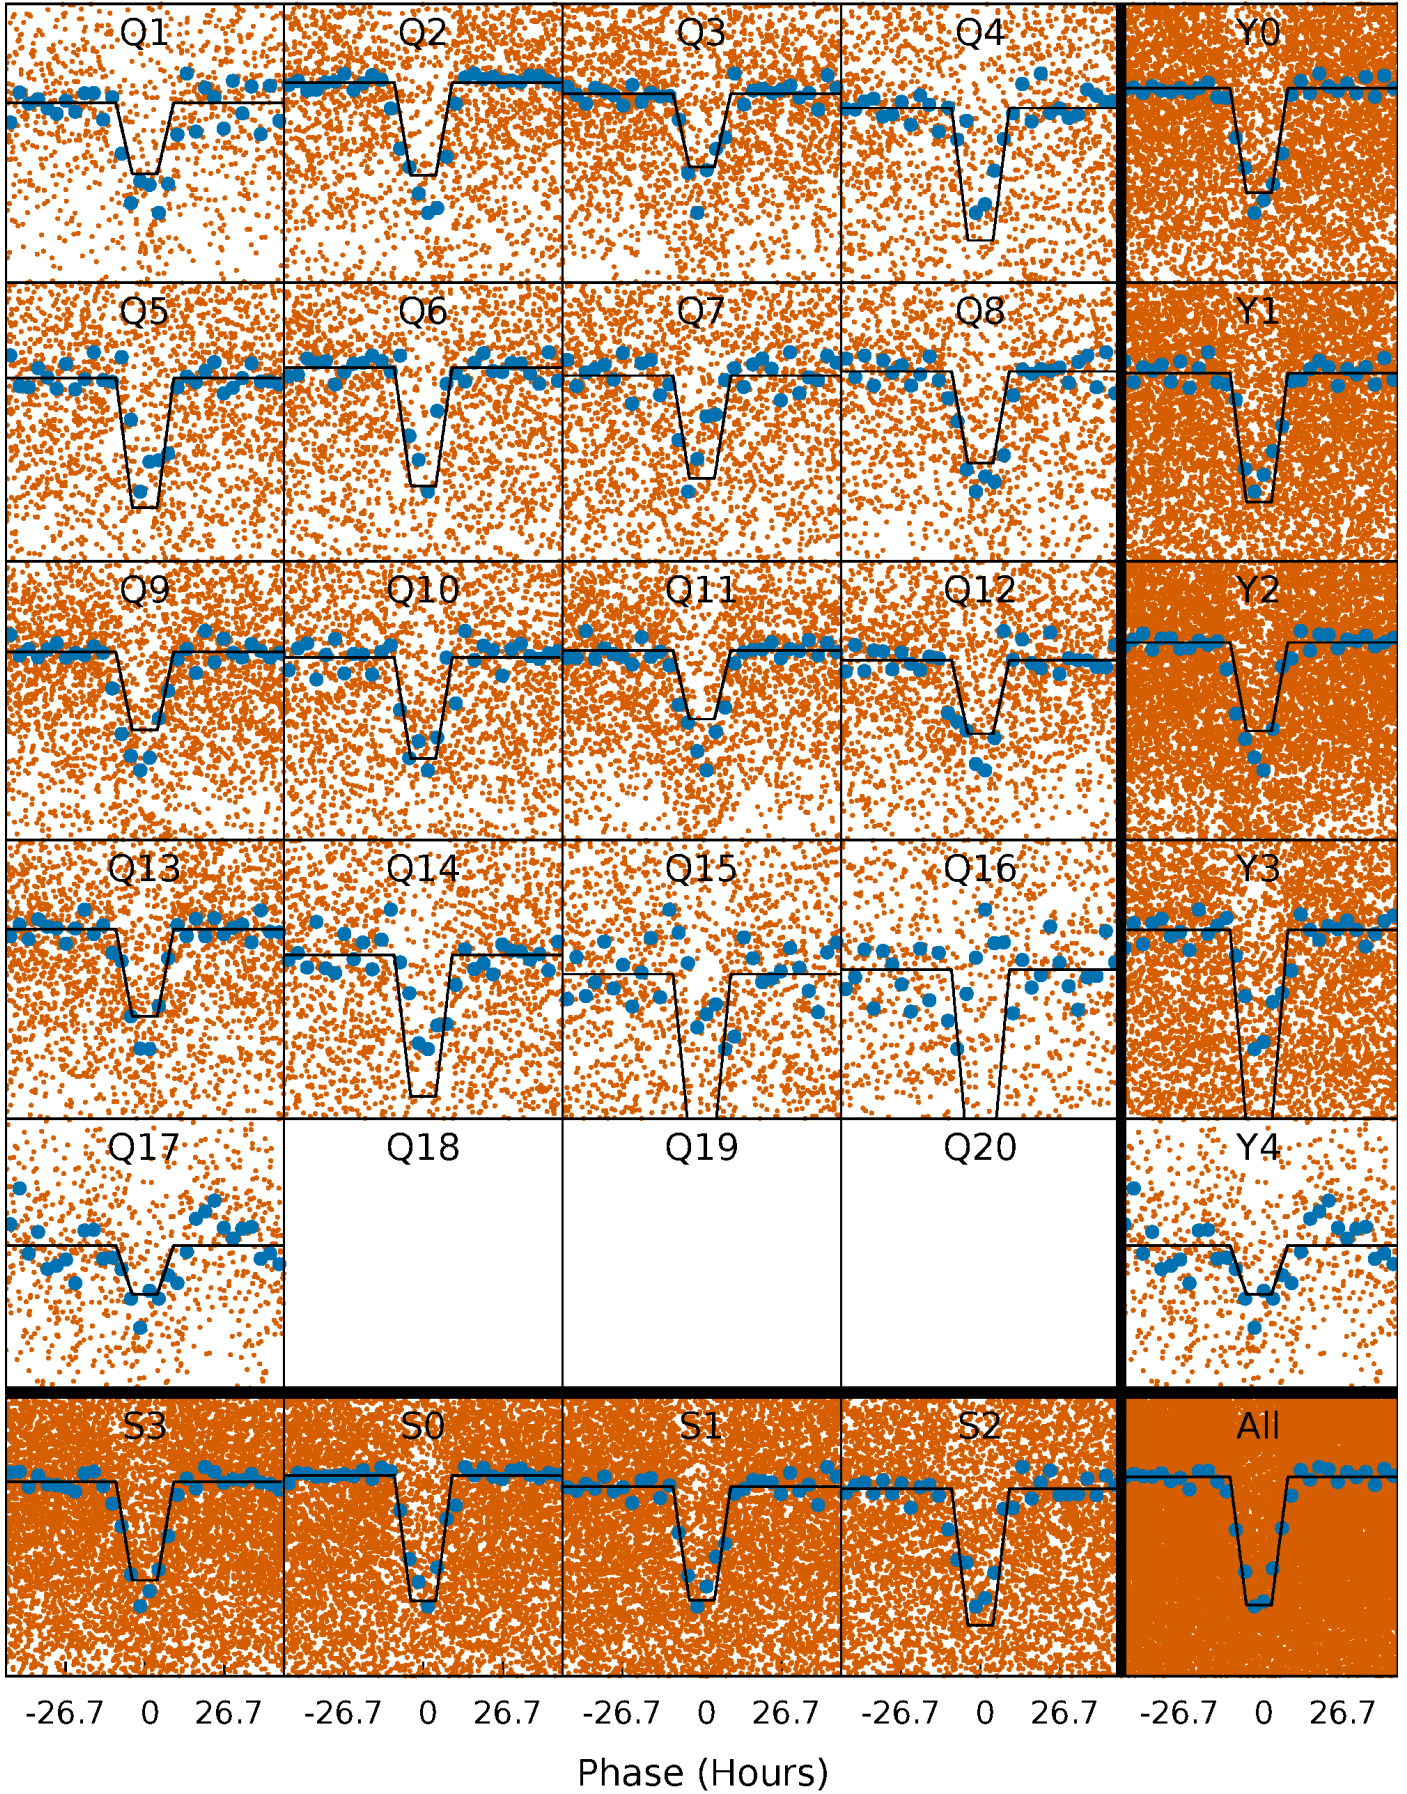 Q1 Q2 Q3 Q4 Y0
Q5 Q6 Q7 Q8 Y1
Q9 Q10 Q11 Q12 Y2
Q13 Q14 Q15 Q16 Y3
Q17 Q18 Q19 Q20 Y4
S3 S0 S1 S2 All
-26.7 0 26.7 -26.7 0 26.7 -26.7 0 26.7 -26.7 0 26.7 -26.7 0 26.7
Phase (Hours)